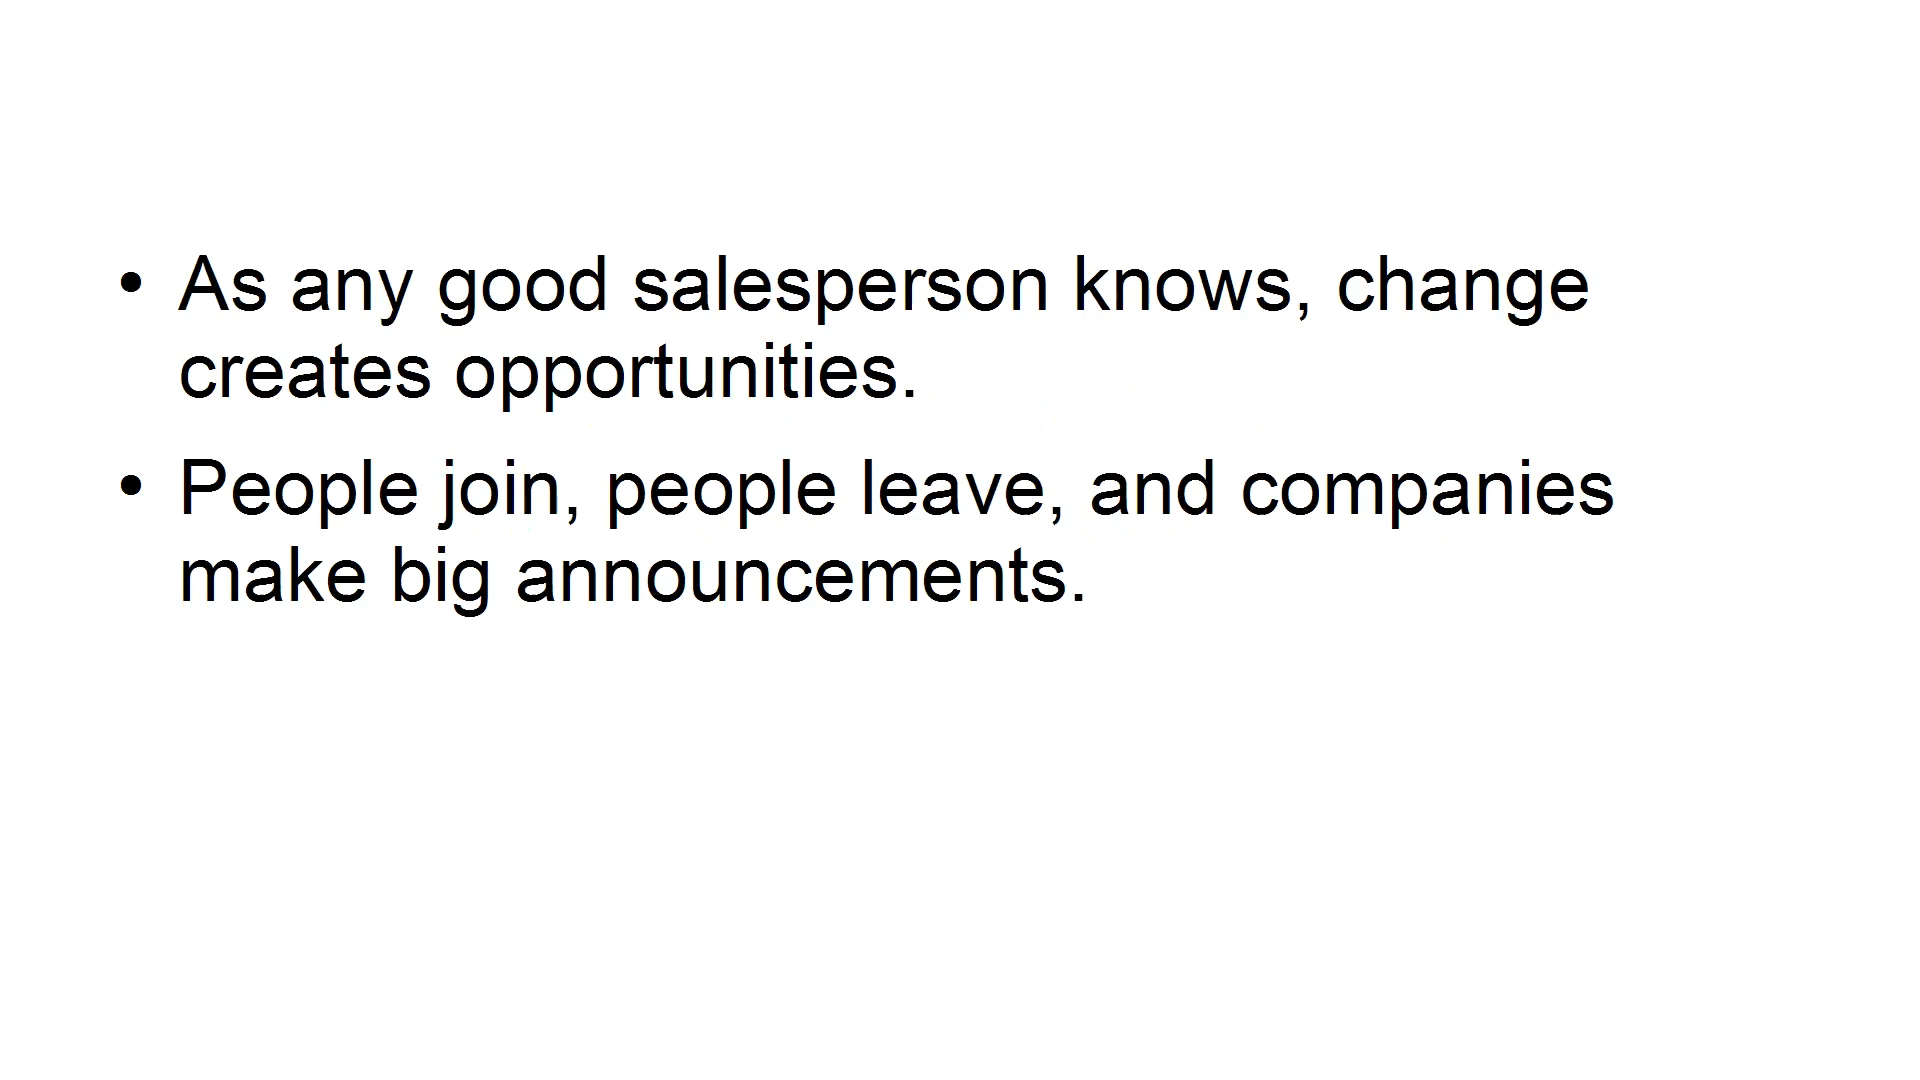 • As any good salesperson knows, change
creates opportunities.
• People join, people leave, and companies
make big announcements.